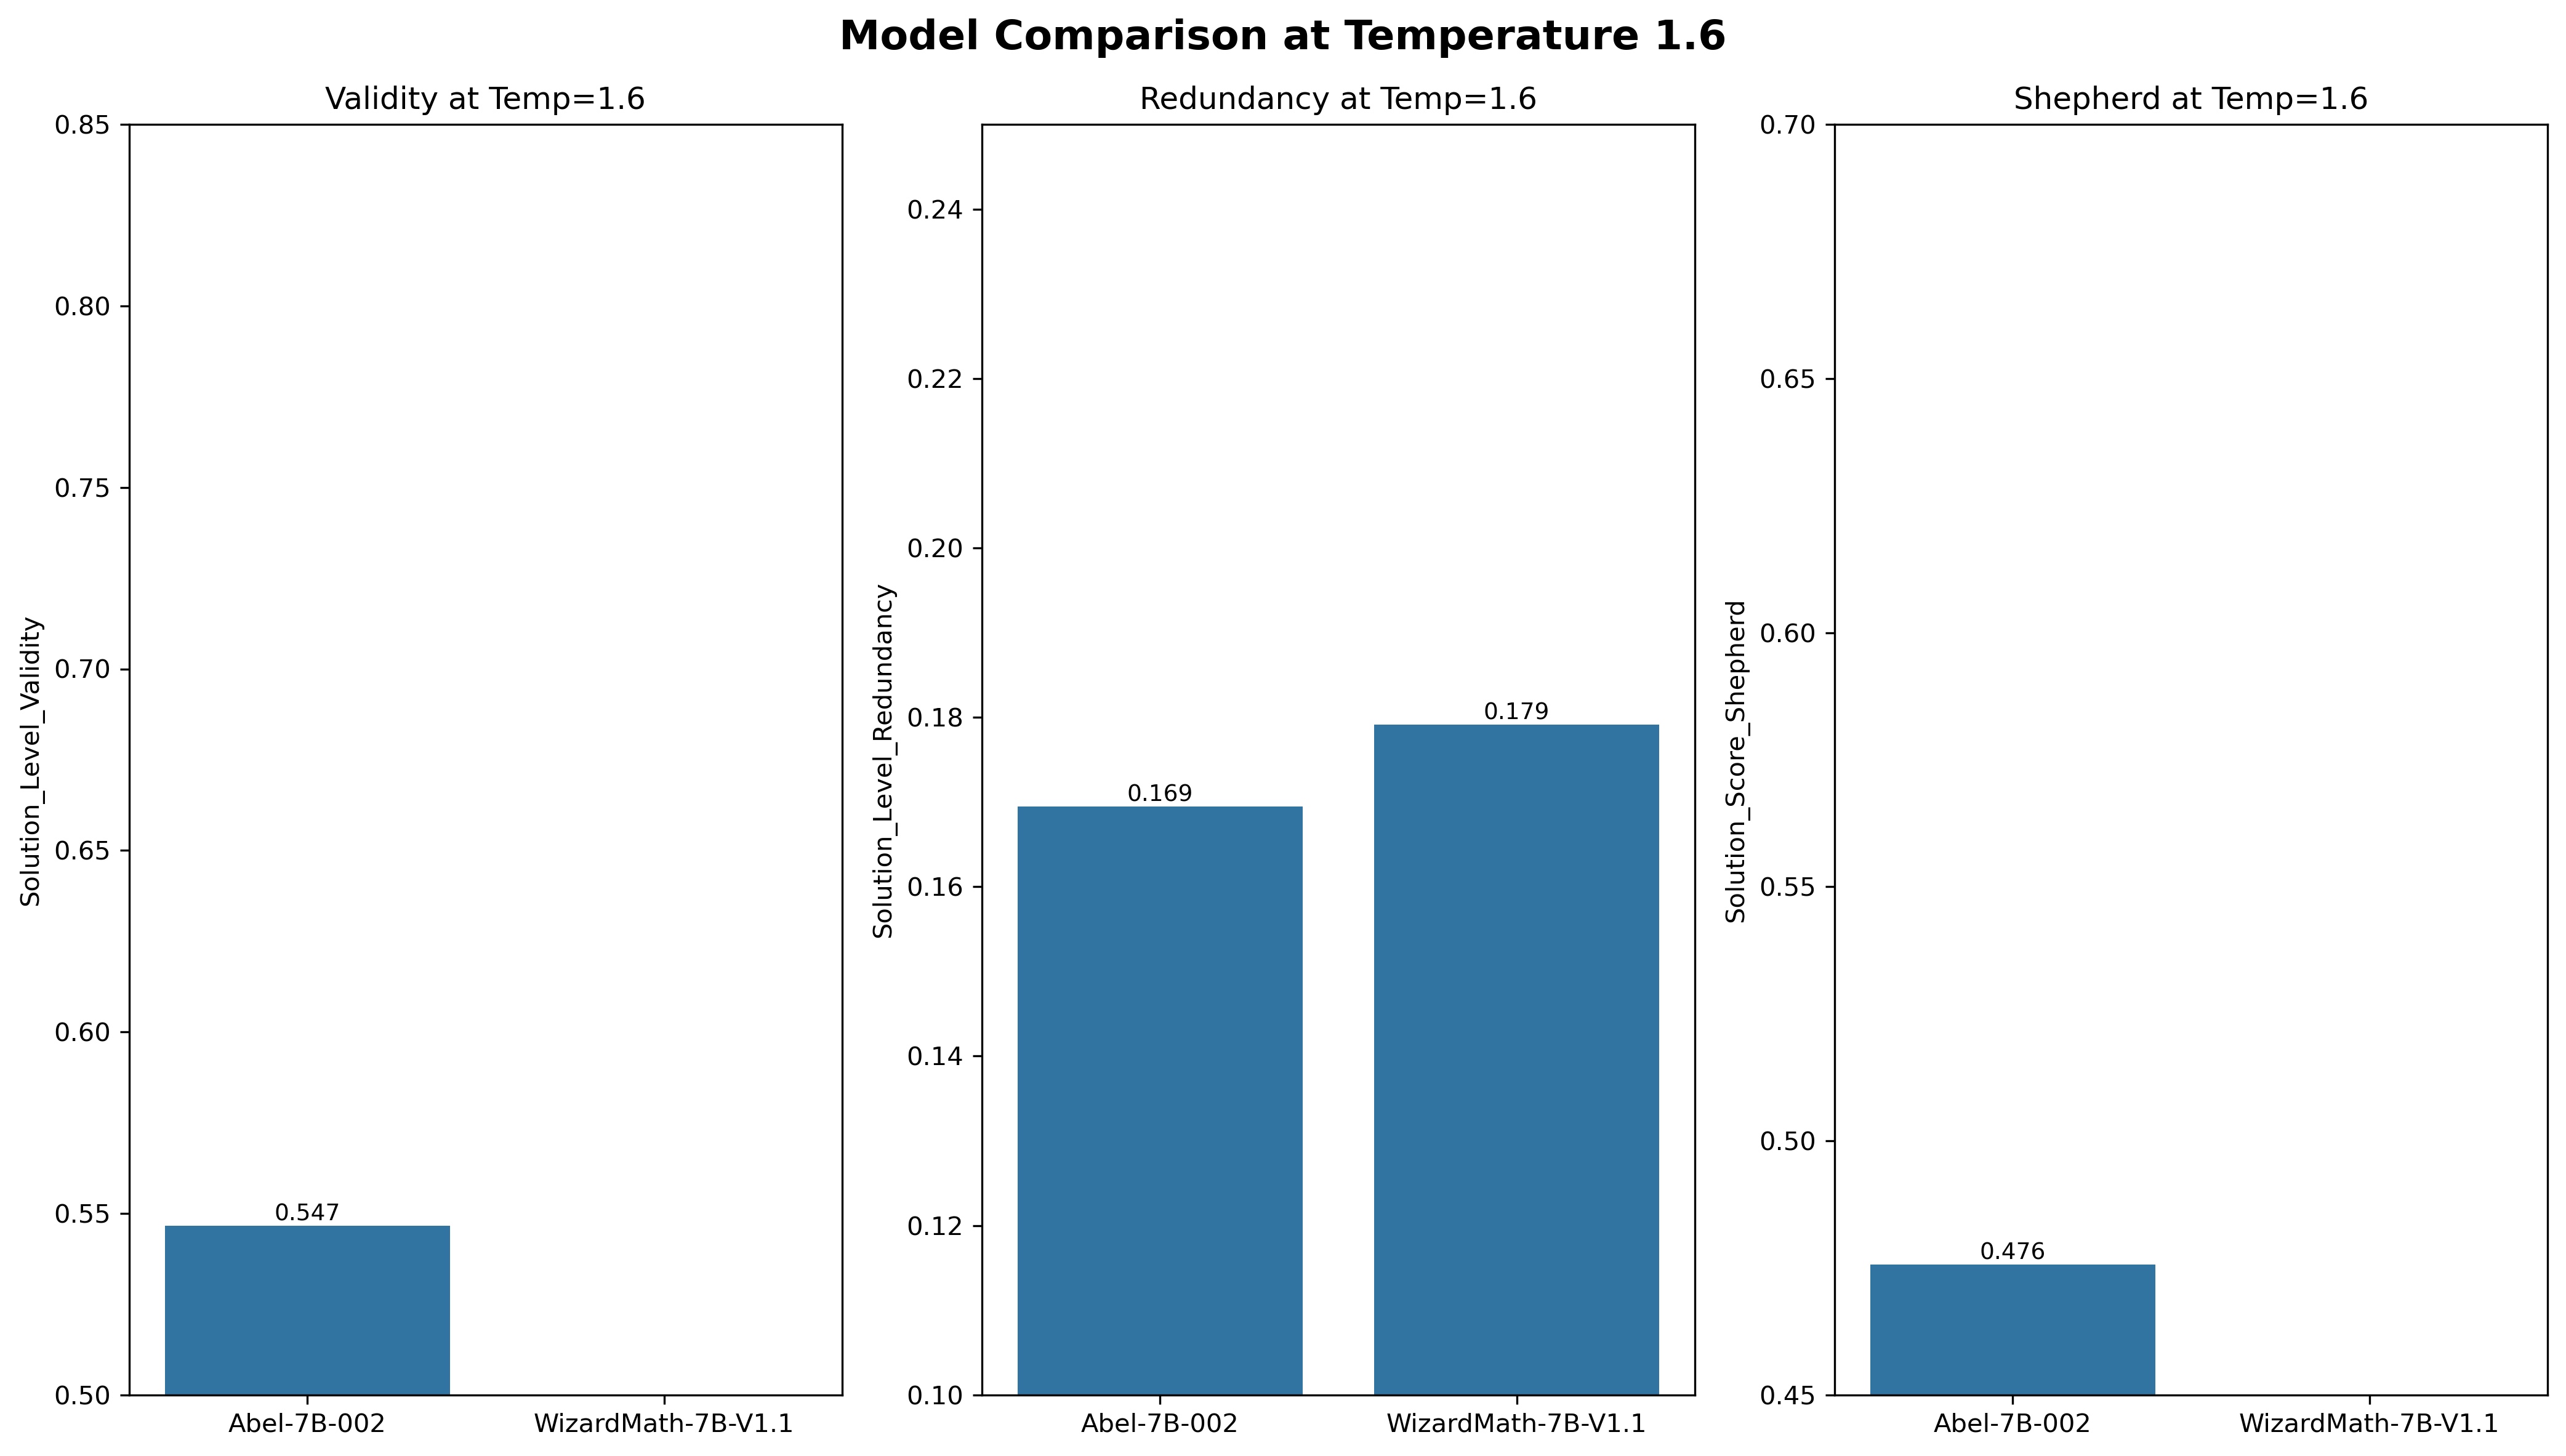 Model Comparison at Temperature 1.6
Validity at Temp=1.6
Solution_Level_Validity
0.85
0.80
0.75
0.70
0.65
0.60
0.55
0.50
0.547
Abel-7B-002
WizardMath-7B-V1.1
Redundancy at Temp=1.6
Solution_Level_Redundancy
0.24
0.22
0.20
0.18
0.16
0.14
0.12
0.10
0.169
0.179
Abel-7B-002
WizardMath-7B-V1.1
Shepherd at Temp=1.6
Solution_Score_Shepherd
0.70
0.65
0.60
0.55
0.50
0.45
0.476
Abel-7B-002
WizardMath-7B-V1.1